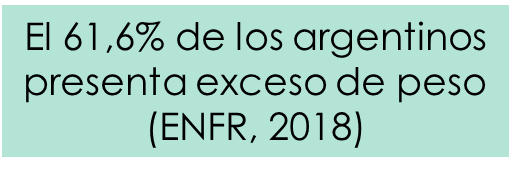 El 61,6% de los argentinos
presenta exceso de peso
(ENFR, 2018)